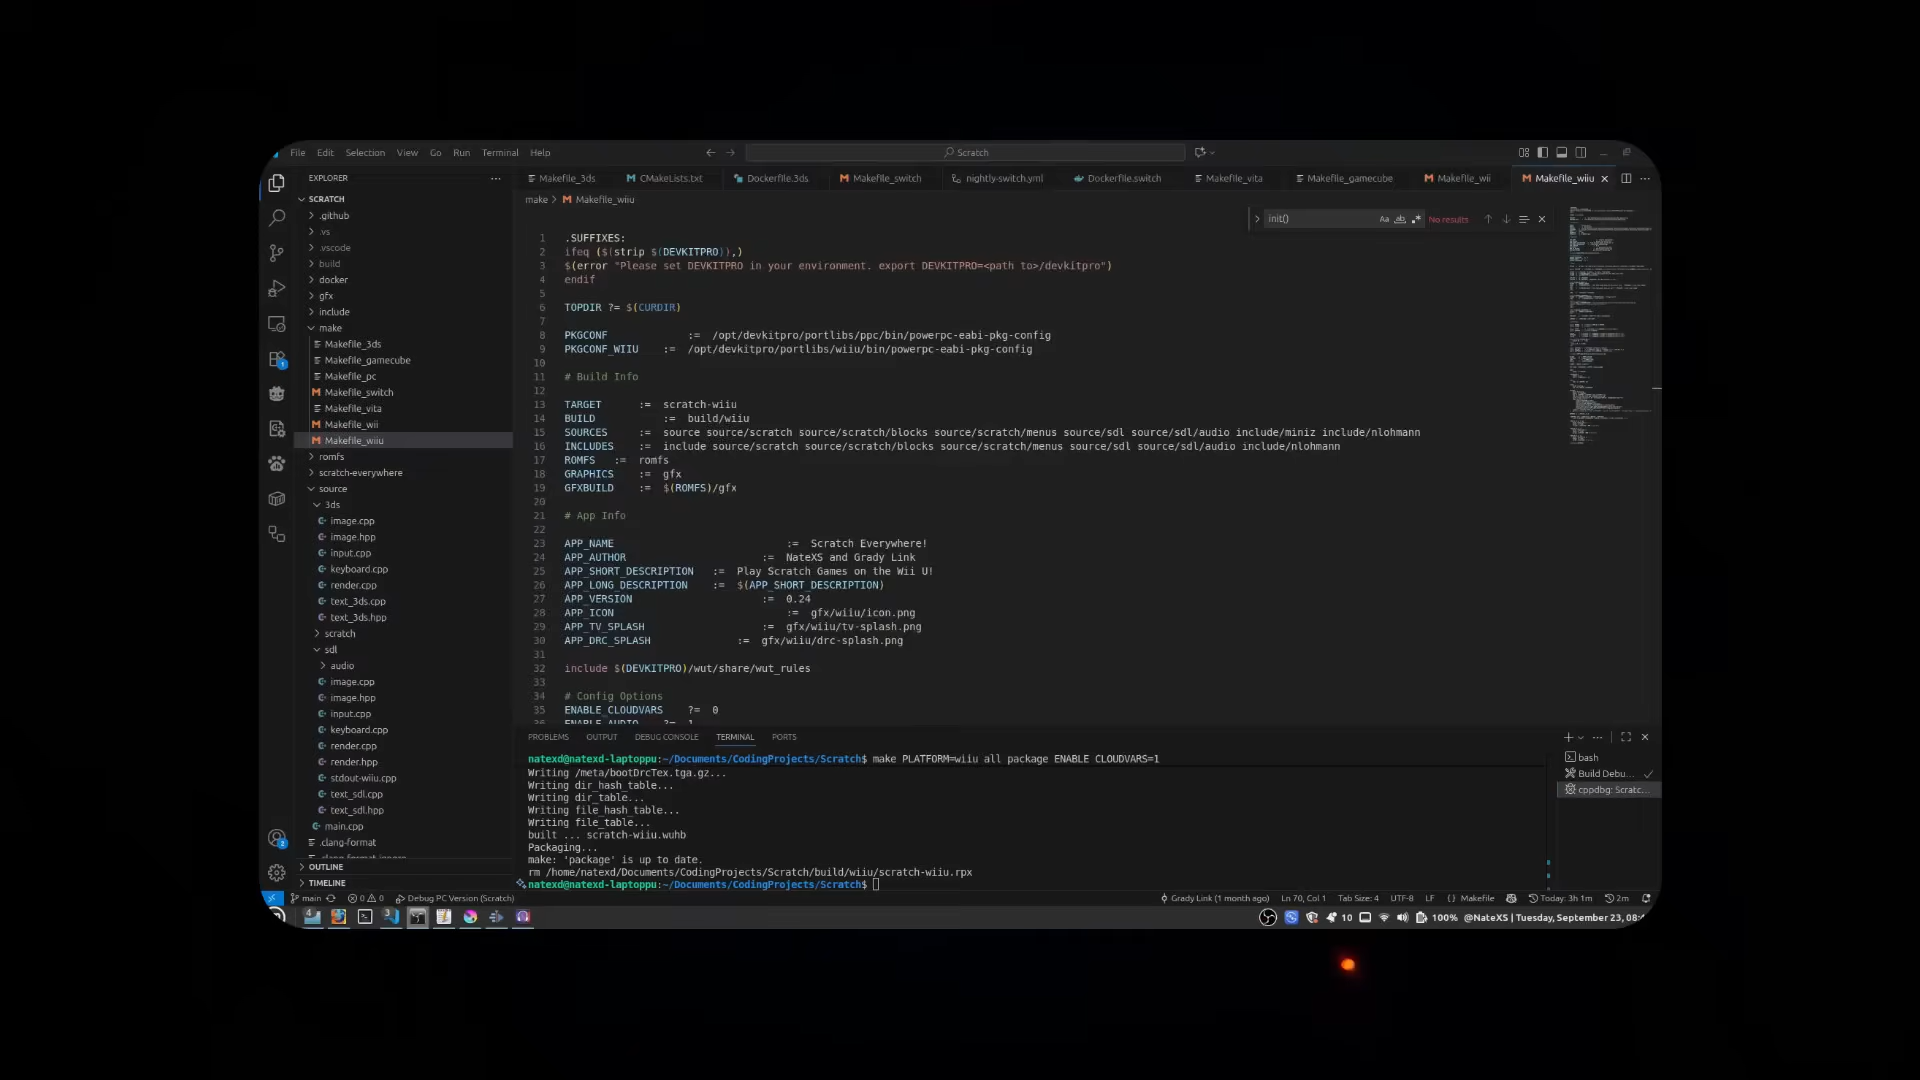 File Edit Selection View Go Run Terminal Help
Scratch
EXPLORER
SCRATCH
.github
.vs
.vscode
build
docker
gfx
include
make
Makefile_3ds
Makefile_gamecube
Makefile_pc
Makefile_switch
Makefile_vita
Makefile_wii
Makefile_wiiu
romfs
scratch-everywhere
source
3ds
image.cpp
image.hpp
input.cpp
keyboard.cpp
render.cpp
text_3ds.cpp
text_3ds.hpp
scratch
sdl
audio
image.cpp
image.hpp
input.cpp
keyboard.cpp
render.cpp
render.hpp
stdout-wiiu.cpp
text_sdl.cpp
text_sdl.hpp
main.cpp
.clang-format
OUTLINE
TIMELINE
Makefile_3ds CMakeLists.txt Dockerfile.3ds Makefile_switch nightly-switch.yml Dockerfile.switch Makefile_vita Makefile_gamecube Makefile_wii Makefile_wiiu
make > Makefile_wiiu
init() Aa ab .* No results
1 .SUFFIXES:
2 ifeq ($(strip $(DEVKITPRO)),)
3 $(error "Please set DEVKITPRO in your environment. export DEVKITPRO=<path to>/devkitpro")
4 endif
5
6 TOPDIR ?= $(CURDIR)
7
8 PKGCONF := /opt/devkitpro/portlibs/ppc/bin/powerpc-eabi-pkg-config
9 PKGCONF_WIIU := /opt/devkitpro/portlibs/wiiu/bin/powerpc-eabi-pkg-config
10
11 # Build Info
12
13 TARGET := scratch-wiiu
14 BUILD := build/wiiu
15 SOURCES := source source/scratch source/scratch/blocks source/scratch/menus source/sdl source/sdl/audio include/miniz include/nlohmann
16 INCLUDES := include source/scratch source/scratch/blocks source/scratch/menus source/sdl source/sdl/audio include/nlohmann
17 ROMFS := romfs
18 GRAPHICS := gfx
19 GFXBUILD := $(ROMFS)/gfx
20
21 # App Info
22
23 APP_NAME := Scratch Everywhere!
24 APP_AUTHOR := NateXS and Grady Link
25 APP_SHORT_DESCRIPTION := Play Scratch Games on the Wii U!
26 APP_LONG_DESCRIPTION := $(APP_SHORT_DESCRIPTION)
27 APP_VERSION := 0.24
28 APP_ICON := gfx/wiiu/icon.png
29 APP_TV_SPLASH := gfx/wiiu/tv-splash.png
30 APP_DRC_SPLASH := gfx/wiiu/drc-splash.png
31
32 include $(DEVKITPRO)/wut/share/wut_rules
33
34 # Config Options
35 ENABLE_CLOUDVARS ?= 0
36 ENABLE_AUDIO ?= 1
PROBLEMS OUTPUT DEBUG CONSOLE TERMINAL PORTS
natexd@natexd-laptoppu:~/Documents/CodingProjects/Scratch$ make PLATFORM=wiiu all package ENABLE_CLOUDVARS=1
Writing /meta/bootDrcTex.tga.gz...
Writing dir_hash_table...
Writing dir_table...
Writing file_hash_table...
Writing file_table...
built ... scratch-wiiu.wuhb
Packaging...
make: 'package' is up to date.
rm /home/natexd/Documents/CodingProjects/Scratch/build/wiiu/scratch-wiiu.rpx
natexd@natexd-laptoppu:~/Documents/CodingProjects/Scratch$
bash
Build Debu...
cppdbg: Scratc...
main 0 0 Debug PC Version (Scratch) Grady Link (1 month ago) Ln 70, Col 1 Tab Size: 4 UTF-8 LF {} Makefile Today: 3h 1m 2m
10 100% @NateXS | Tuesday, September 23, 08: